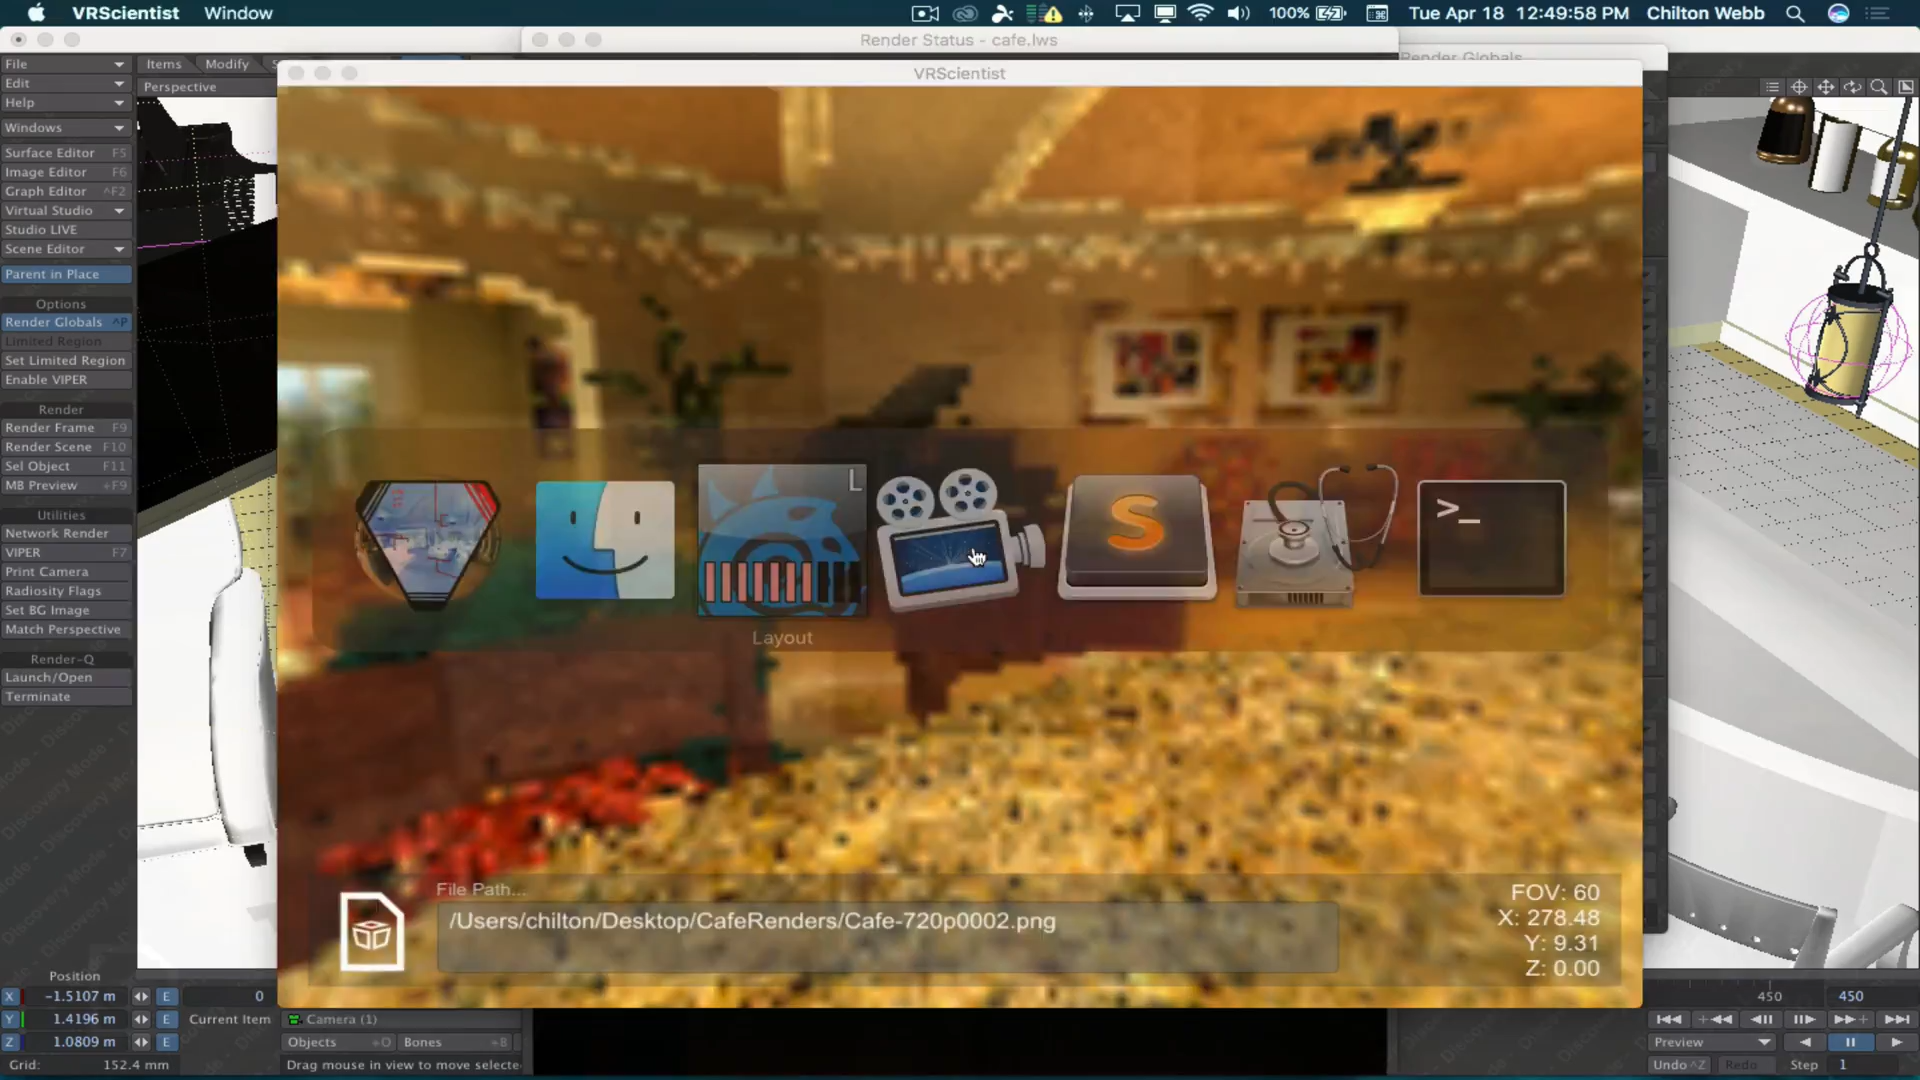 VRScientist Window
100% Tue Apr 18 12:49:58 PM Chilton Webb
Render Status - cafe.lws
Render Globals
VRScientist
File
Edit
Help
Windows
Surface Editor F5
Image Editor F6
Graph Editor ^F2
Virtual Studio
Studio LIVE
Scene Editor
Parent in Place
Options
Render Globals ^P
Limited Region
Set Limited Region
Enable VIPER
Render
Render Frame F9
Render Scene F10
Sel Object F11
MB Preview +F9
Utilities
Network Render
VIPER F7
Print Camera
Radiosity Flags
Set BG Image
Match Perspective
Render-Q
Launch/Open
Terminate
Items Modify
Perspective
L
S
>_
Layout
File Path...
/Users/chilton/Desktop/CafeRenders/Cafe-720p0002.png
FOV: 60
X: 278.48
Y: 9.31
Z: 0.00
Position
X -1.5107 m E 0
Y 1.4196 m E Current Item Camera (1)
Z 1.0809 m E Objects +O Bones +B
Grid: 152.4 mm Drag mouse in view to move selecte
450 450
Preview
Undo ^Z Redo Step 1